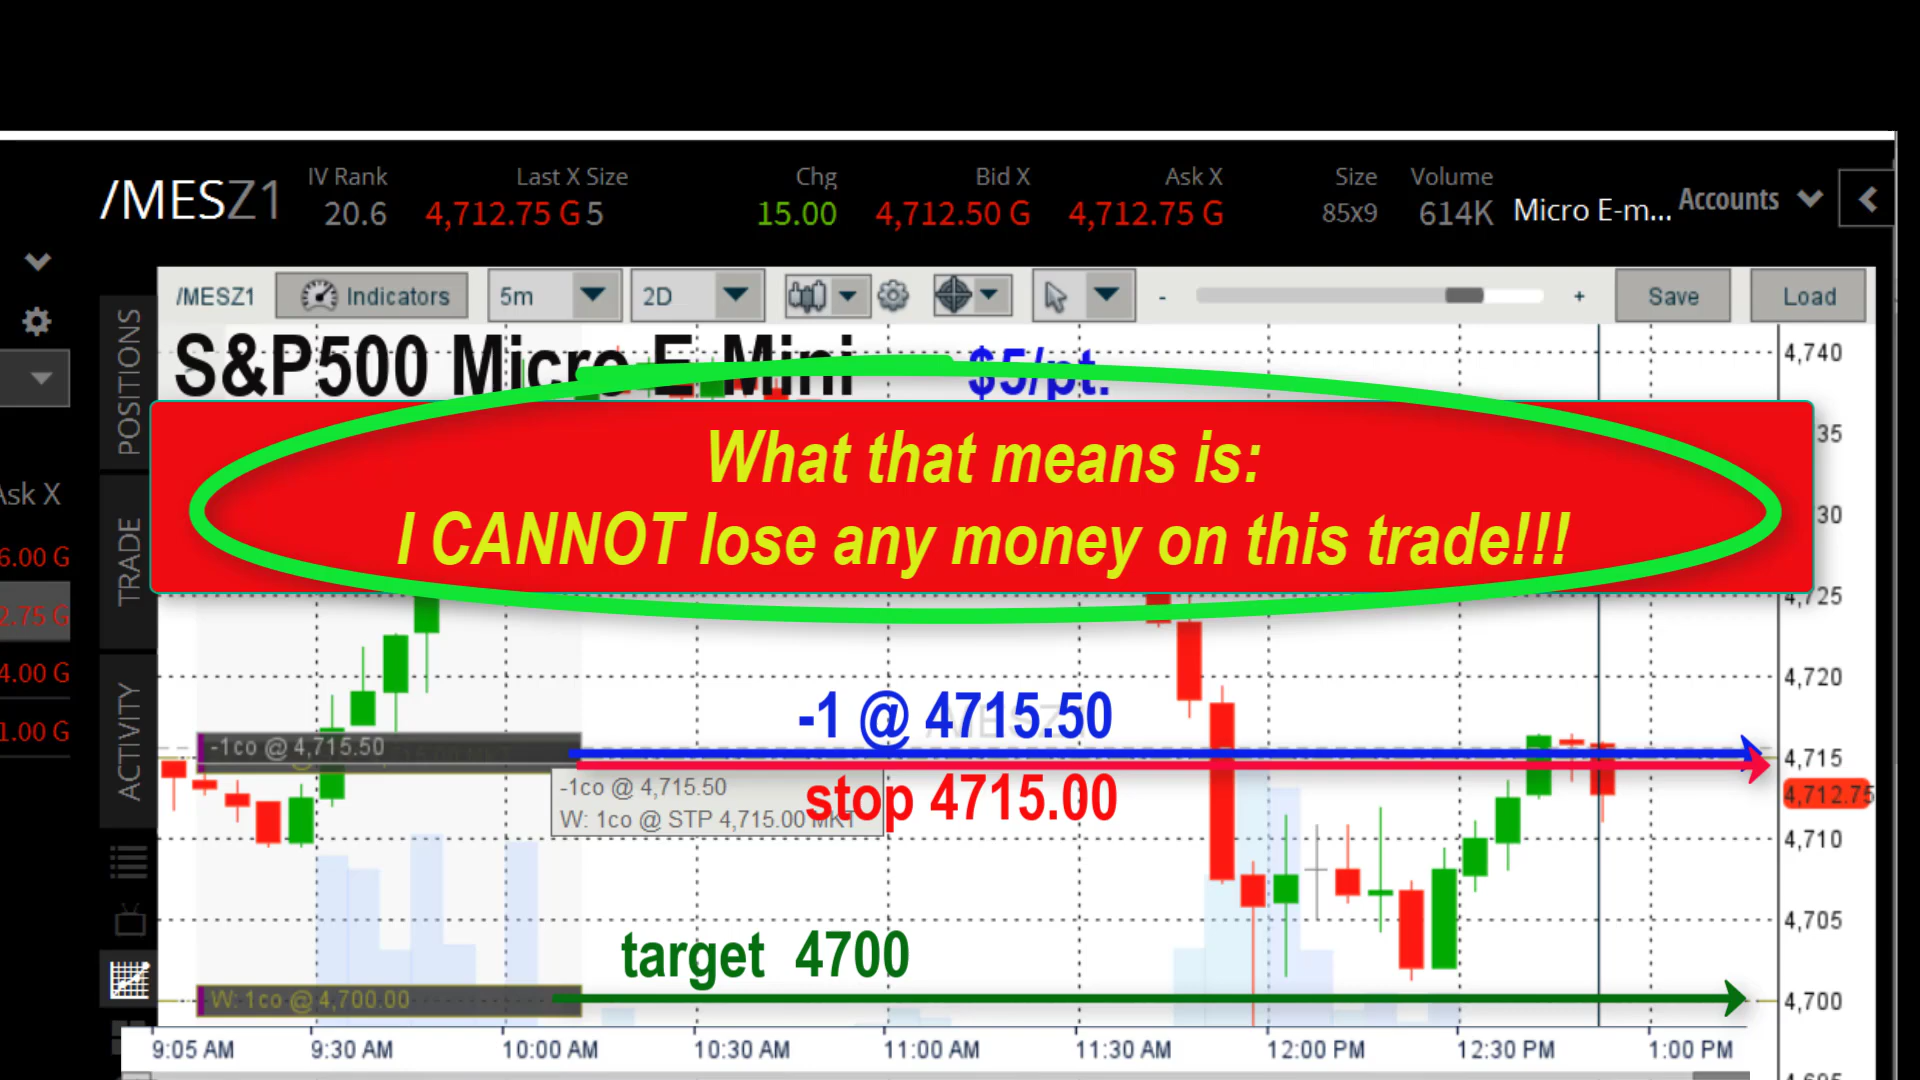 /MESZ1
IV Rank
20.6
Last X Size
4,712.75 G 5
Chg
15.00
Bid X
4,712.50 G
Ask X
4,712.75 G
Size
85x9
Volume
614K
Micro E-m...
Accounts
/MESZ1 Indicators 5m 2D - + Save Load
POSITIONS
TRADE
ACTIVITY
Ask X
6.00 G
2.75 G
4.00 G
1.00 G
S&P500 Micro E-Mini $5/pt.
What that means is:
I CANNOT lose any money on this trade!!!
-1 @ 4715.50
-1co @ 4,715.50
-1co @ 4,715.50
W: 1co @ STP 4,715.00 MKT
stop 4715.00
target 4700
W: 1co @ 4,700.00
4,740
35
30
4,725
4,720
4,715
4,712.75
4,710
4,705
4,700
9:05 AM 9:30 AM 10:00 AM 10:30 AM 11:00 AM 11:30 AM 12:00 PM 12:30 PM 1:00 PM